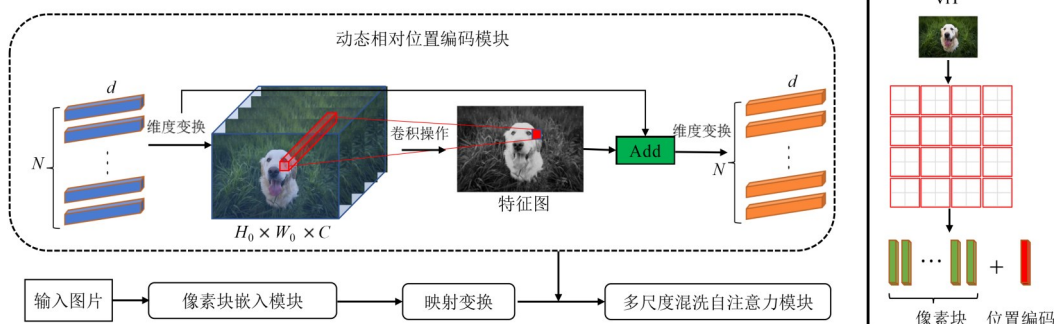 动态相对位置编码模块
d
N
维度变换
H₀ × W₀ × C
卷积操作
特征图
Add
维度变换
d
N
输入图片
像素块嵌入模块
映射变换
多尺度混洗自注意力模块
+
像素块
位置编码